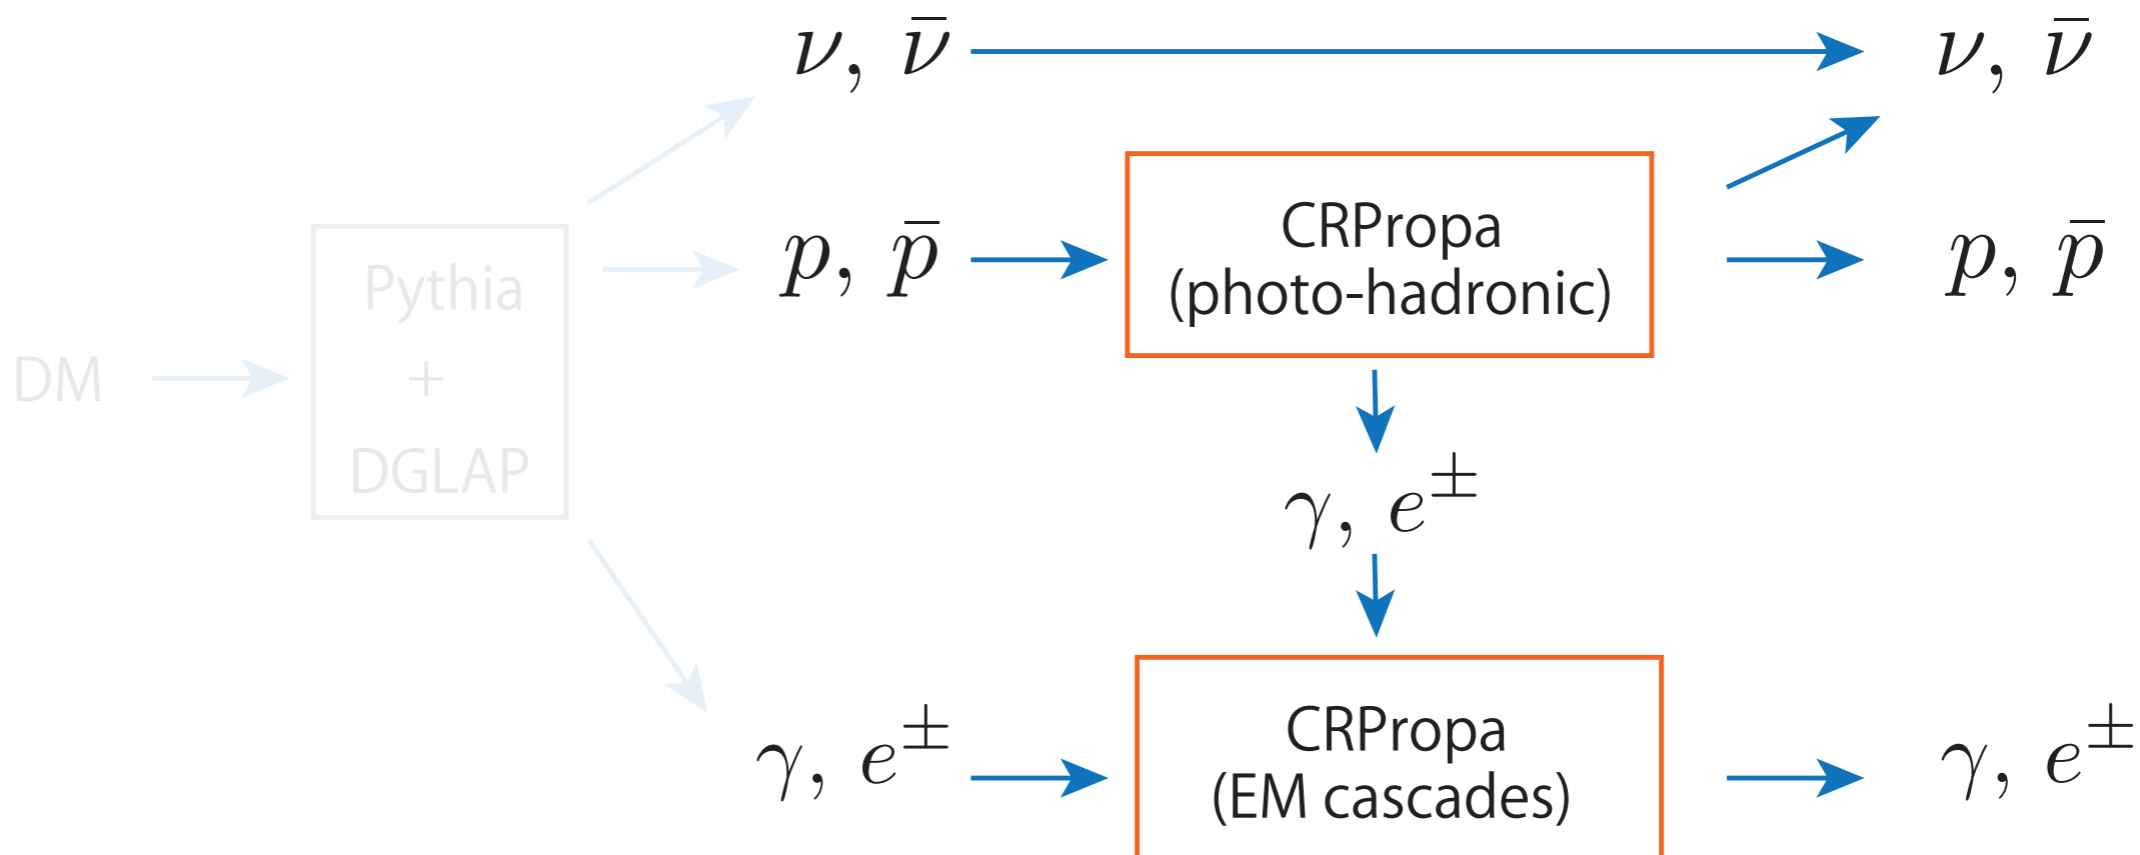 ν, ν̄
ν, ν̄
p, p̄
CRPropa
(photo-hadronic)
p, p̄
Pythia
+
DGLAP
DM
γ, e±
γ, e±
CRPropa
(EM cascades)
γ, e±